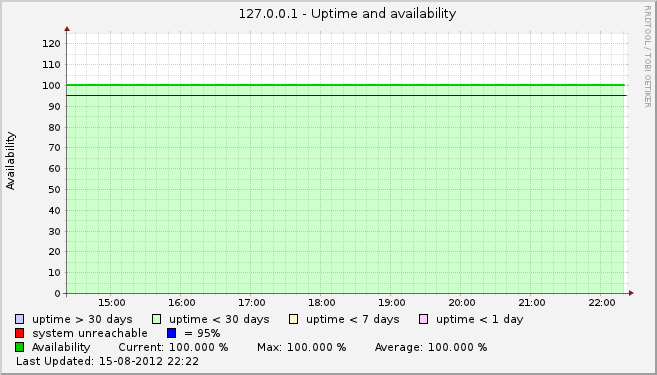 127.0.0.1 - Uptime and availability
RRDTOOL / TOBI OETIKER
Availability
120
110
100
90
80
70
60
50
40
30
20
10
0
15:00 16:00 17:00 18:00 19:00 20:00 21:00 22:00
uptime > 30 days uptime < 30 days uptime < 7 days uptime < 1 day
system unreachable = 95%
Availability Current: 100.000 % Max: 100.000 % Average: 100.000 %
Last Updated: 15-08-2012 22:22